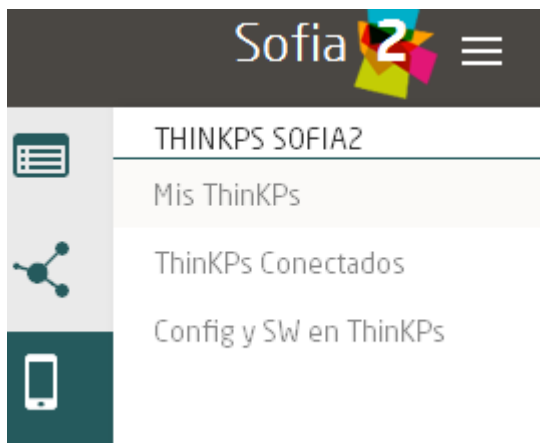 Sofia 2
THINKPS SOFIA2
Mis ThinKPs
ThinKPs Conectados
Config y SW en ThinKPs